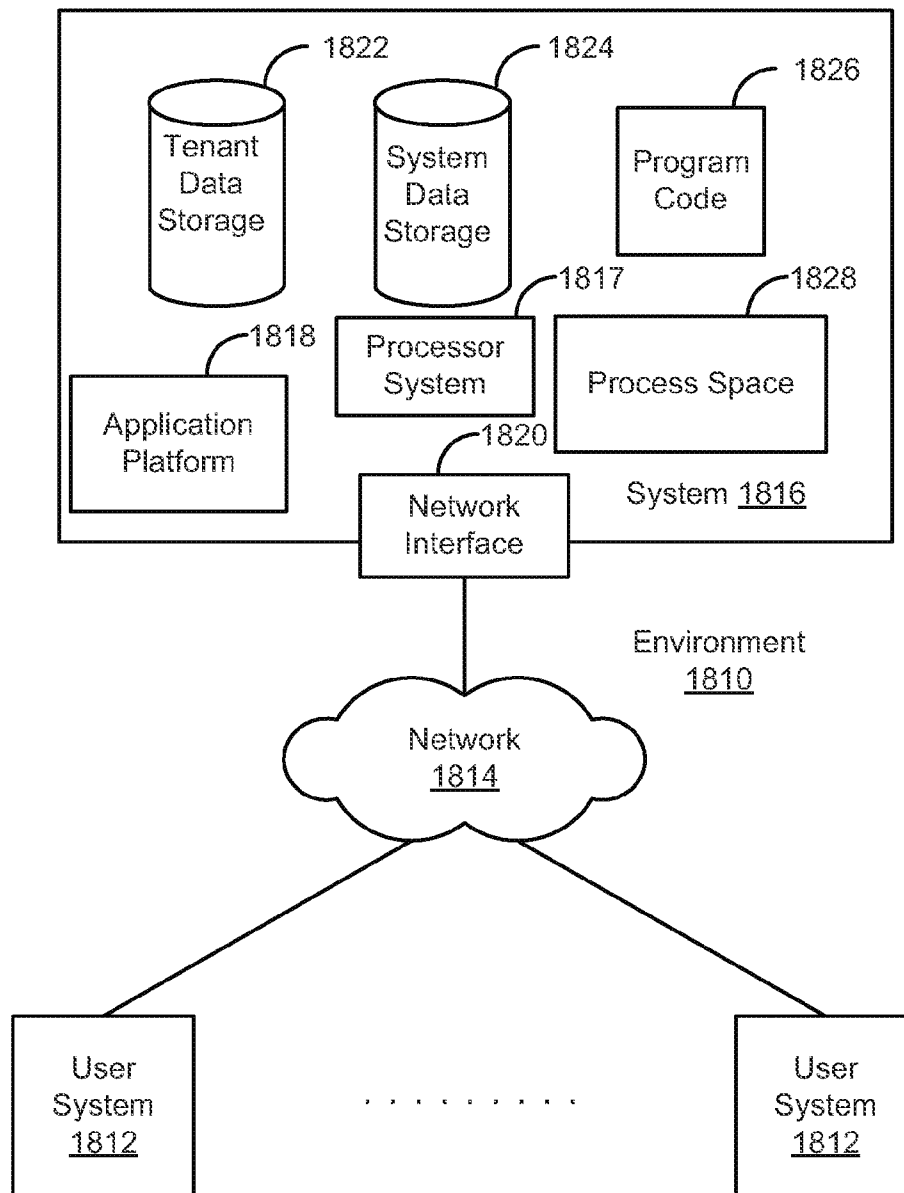 1822
1824
1826
Tenant
Data
Storage
System
Data
Storage
Program
Code
1817
1828
1818
Processor
System
Process Space
Application
Platform
1820
System 1816
Network
Interface
Environment
1810
Network
1814
User
System
1812
User
System
1812